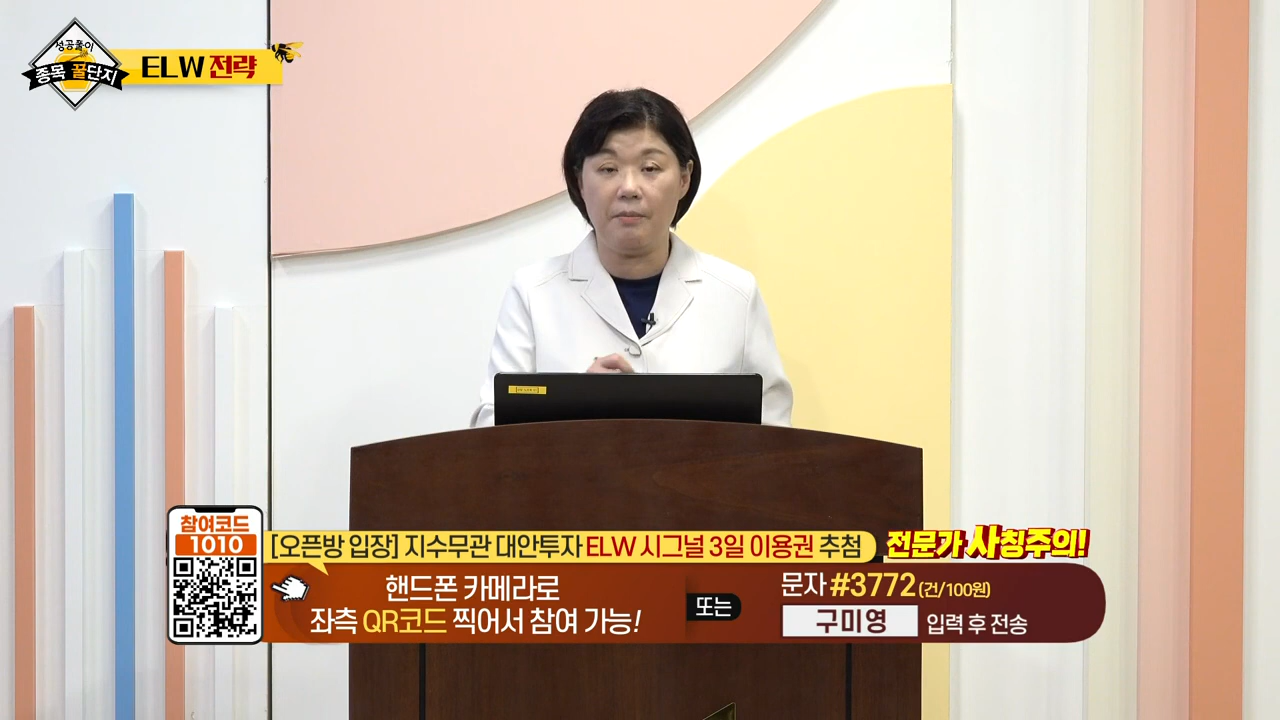 성공풀이
종목 꿀단지
ELW 전략
참여코드
1010
[오픈방 입장] 지수무관 대안투자 ELW 시그널 3일 이용권 추첨
전문가 사칭주의!
핸드폰 카메라로
좌측 QR코드 찍어서 참여 가능!
또는
문자 #3772 (건/100원)
구미영 입력 후 전송